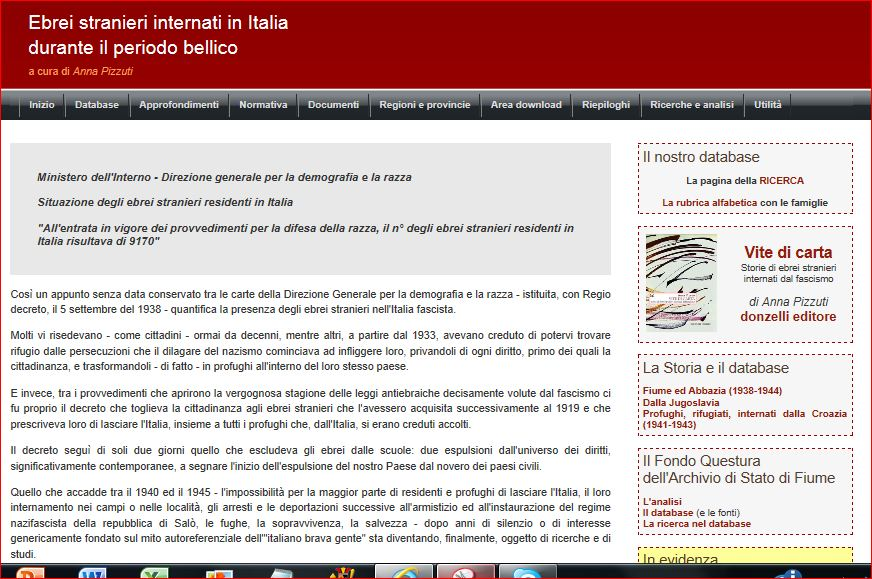 Ebrei stranieri internati in Italia
durante il periodo bellico
a cura di Anna Pizzuti
Inizio
Database
Approfondimenti
Normativa
Documenti
Regioni e provincie
Area download
Riepiloghi
Ricerche e analisi
Utilità
Ministero dell'Interno - Direzione generale per la demografia e la razza
Situazione degli ebrei stranieri residenti in Italia
"All'entrata in vigore dei provvedimenti per la difesa della razza, il n° degli ebrei stranieri residenti in
Italia risultava di 9170"
Così un appunto senza data conservato tra le carte della Direzione Generale per la demografia e la razza - istituita, con Regio
decreto, il 5 settembre del 1938 - quantifica la presenza degli ebrei stranieri nell'Italia fascista.
Molti vi risedevano - come cittadini - ormai da decenni, mentre altri, a partire dal 1933, avevano creduto di potervi trovare
rifugio dalle persecuzioni che il dilagare del nazismo cominciava ad infliggere loro, privandoli di ogni diritto, primo dei quali la
cittadinanza, e trasformandoli - di fatto - in profughi all'interno del loro stesso paese.
E invece, tra i provvedimenti che aprirono la vergognosa stagione delle leggi antiebraiche decisamente volute dal fascismo ci
fu proprio il decreto che toglieva la cittadinanza agli ebrei stranieri che l'avessero acquisita successivamente al 1919 e che
prescriveva loro di lasciare l'Italia, insieme a tutti i profughi che, dall'Italia, si erano creduti accolti.
Il decreto seguì di soli due giorni quello che escludeva gli ebrei dalle scuole: due espulsioni dall'universo dei diritti,
significativamente contemporanee, a segnare l'inizio dell'espulsione del nostro Paese dal novero dei paesi civili.
Quello che accadde tra il 1940 ed il 1945 - l'impossibilità per la maggior parte di residenti e profughi di lasciare l'Italia, il loro
internamento nei campi o nelle località, gli arresti e le deportazioni successive all'armistizio ed all'instaurazione del regime
nazifascista della repubblica di Salò, le fughe, la sopravvivenza, la salvezza - dopo anni di silenzio o di interesse
genericamente fondato sul mito autoreferenziale dell'"italiano brava gente" sta diventando, finalmente, oggetto di ricerche e di
studi.
Il nostro database
La pagina della RICERCA
La rubrica alfabetica con le famiglie
Vite di carta
Storie di ebrei stranieri
internati dal fascismo
di Anna Pizzuti
donzelli editore
La Storia e il database
Fiume ed Abbazia (1938-1944)
Dalla Jugoslavia
Profughi, rifugiati, internati dalla Croazia
(1941-1943)
Il Fondo Questura
dell'Archivio di Stato di Fiume
L'analisi
Il database (e le fonti)
La ricerca nel database
In evidenza